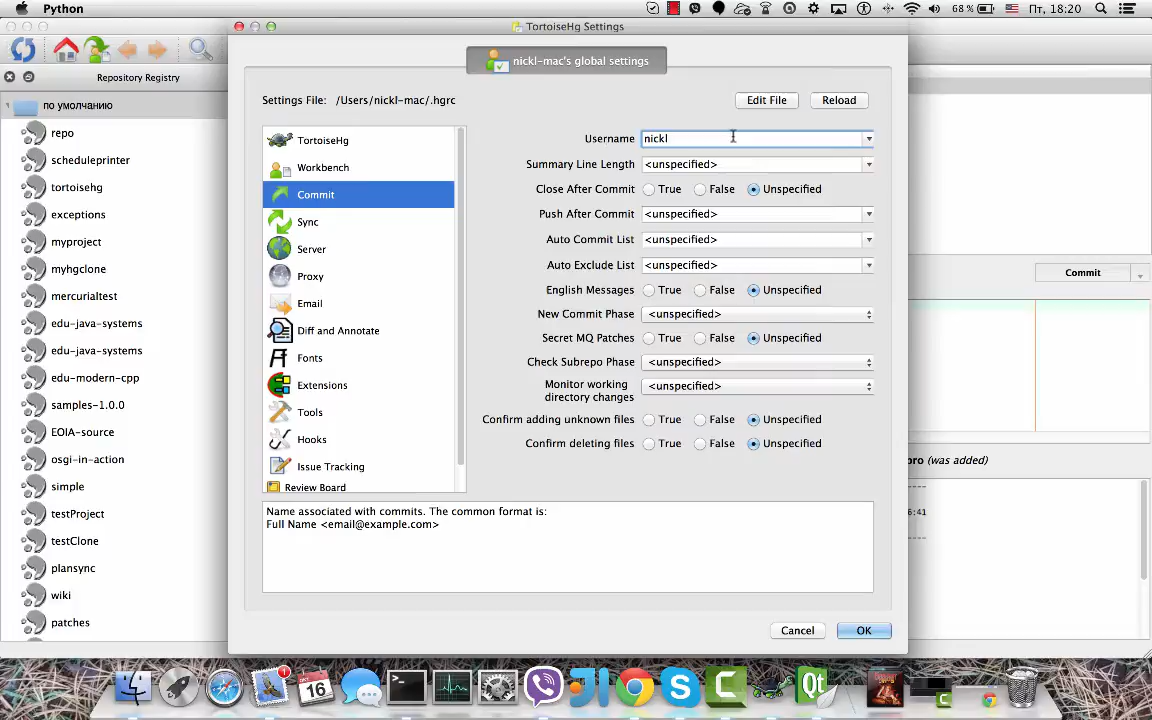 Python
68 %
Пт, 18:20
TortoiseHg Settings
Repository Registry
по умолчанию
repo
scheduleprinter
tortoisehg
exceptions
myproject
myhgclone
mercurialtest
edu-java-systems
edu-java-systems
edu-modern-cpp
samples-1.0.0
EOIA-source
osgi-in-action
simple
testProject
testClone
plansync
wiki
patches
nickl-mac's global settings
Settings File: /Users/nickl-mac/.hgrc
Edit File
Reload
TortoiseHg
Workbench
Commit
Sync
Server
Proxy
Email
Diff and Annotate
Fonts
Extensions
Tools
Hooks
Issue Tracking
Review Board
Username nickl
Summary Line Length <unspecified>
Close After Commit True False Unspecified
Push After Commit <unspecified>
Auto Commit List <unspecified>
Auto Exclude List <unspecified>
English Messages True False Unspecified
New Commit Phase <unspecified>
Secret MQ Patches True False Unspecified
Check Subrepo Phase <unspecified>
Monitor working
directory changes <unspecified>
Confirm adding unknown files True False Unspecified
Confirm deleting files True False Unspecified
Name associated with commits. The common format is:
Full Name <email@example.com>
Cancel
OK
Commit
(was added)
6:41
1
16
Qt